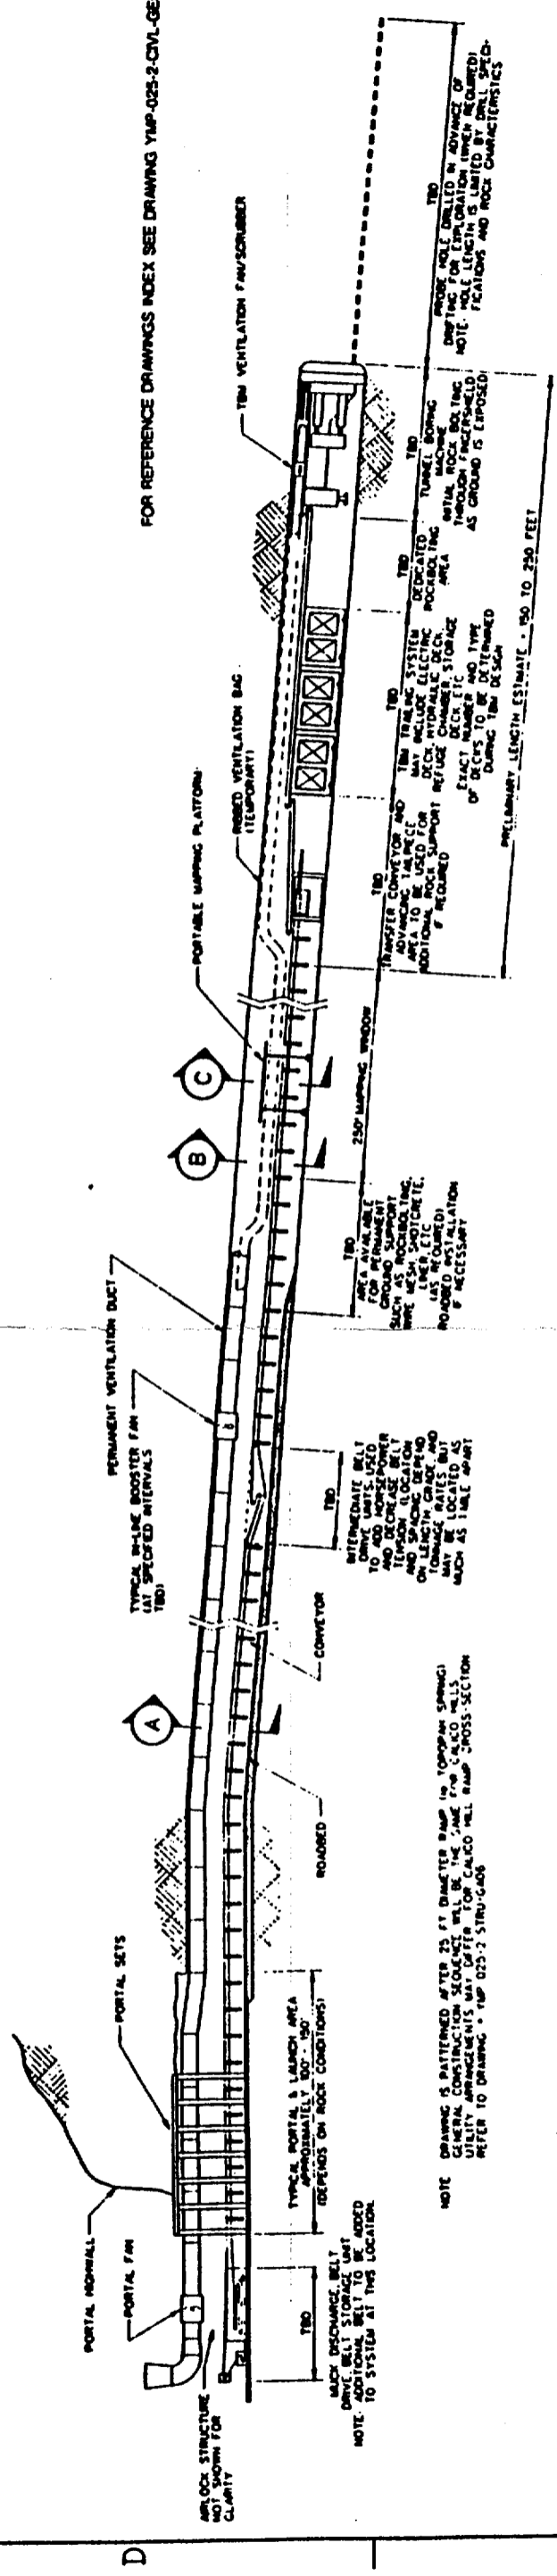 FOR REFERENCE DRAWINGS INDEX SEE DRAWING YMP-025-2-CIVL-GE
D
AIRLOCK STRUCTURE
NOT SHOWN FOR
CLARITY
PORTAL HIGHWALL
PORTAL FAN
PORTAL SETS
TYPICAL IN-LINE BOOSTER FAN
(AT SPECIFIED INTERVALS
TBD)
PERMANENT VENTILATION DUCT
PORTABLE MAPPING PLATFORM
RIBBED VENTILATION BAG
(TEMPORARY)
TBM VENTILATION FAN/SCRUBBER
A
B
C
TBD
MUCK DISCHARGE, BELT
DRIVE, BELT STORAGE UNIT
NOTE: ADDITIONAL BELT TO BE ADDED
TO SYSTEM AT THIS LOCATION.
TYPICAL PORTAL & LAUNCH AREA
APPROXIMATELY 100' - 150'
(DEPENDS ON ROCK CONDITIONS)
ROADBED
CONVEYOR
TBD
INTERMEDIATE BELT
DRIVE UNITS, USED
TO ADD HORSEPOWER
AND DECREASE BELT
TENSION (LOCATION
AND SPACING DEPEND
ON LENGTH, GRADE, AND
TONNAGE RATES BUT
MAY BE LOCATED AS
MUCH AS 1 MILE APART
TBD
AREA AVAILABLE
FOR PERMANENT
GROUND SUPPORT
SUCH AS ROCKBOLTING,
WIRE MESH, SHOTCRETE,
LINER, ETC
(AS REQUIRED)
ROADBED INSTALLATION
IF NECESSARY
250' MAPPING WINDOW
TBD
TRANSFER CONVEYOR AND
ADVANCING TAILPIECE
AREA TO BE USED FOR
ADDITIONAL ROCK SUPPORT
IF REQUIRED
TBD
TBM TRAILING SYSTEM
MAY INCLUDE ELECTRIC
DECK, HYDRAULIC DECK,
REFUGE CHAMBER, STORAGE
DECK, ETC
EXACT NUMBER AND TYPE
OF DECKS TO BE DETERMINED
DURING TBM DESIGN
TBD
DEDICATED
ROCKBOLTING
AREA
TBD
TUNNEL BORING
MACHINE
INITIAL ROCK BOLTING
THROUGH FINGERSHIELD
AS GROUND IS EXPOSED
TBD
PROBE HOLE DRILLED IN ADVANCE OF
DRIFTING FOR EXPLORATION (WHEN REQUIRED)
NOTE: HOLE LENGTH IS LIMITED BY DRILL SPECI-
FICATIONS AND ROCK CHARACTERISTICS
PRELIMINARY LENGTH ESTIMATE = 150 TO 250 FEET
NOTE DRAWING IS PATTERNED AFTER 25 FT DIAMETER RAMP (to TOPOPAH SPRING)
GENERAL CONSTRUCTION SEQUENCE WILL BE THE SAME FOR CALICO HILLS
UTILITY ARRANGEMENTS MAY DIFFER. FOR CALICO HILL RAMP CROSS-SECTION
REFER TO DRAWING # YMP 025-2 STRU-GA06